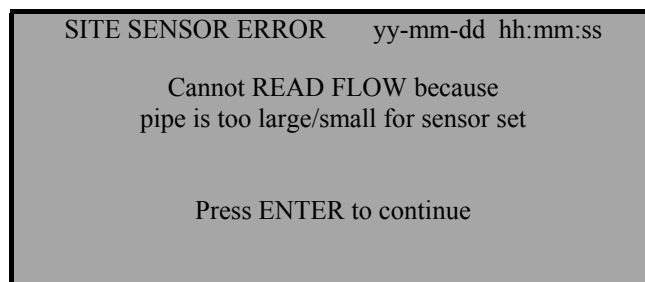 SITE SENSOR ERROR yy-mm-dd hh:mm:ss
Cannot READ FLOW because
pipe is too large/small for sensor set
Press ENTER to continue